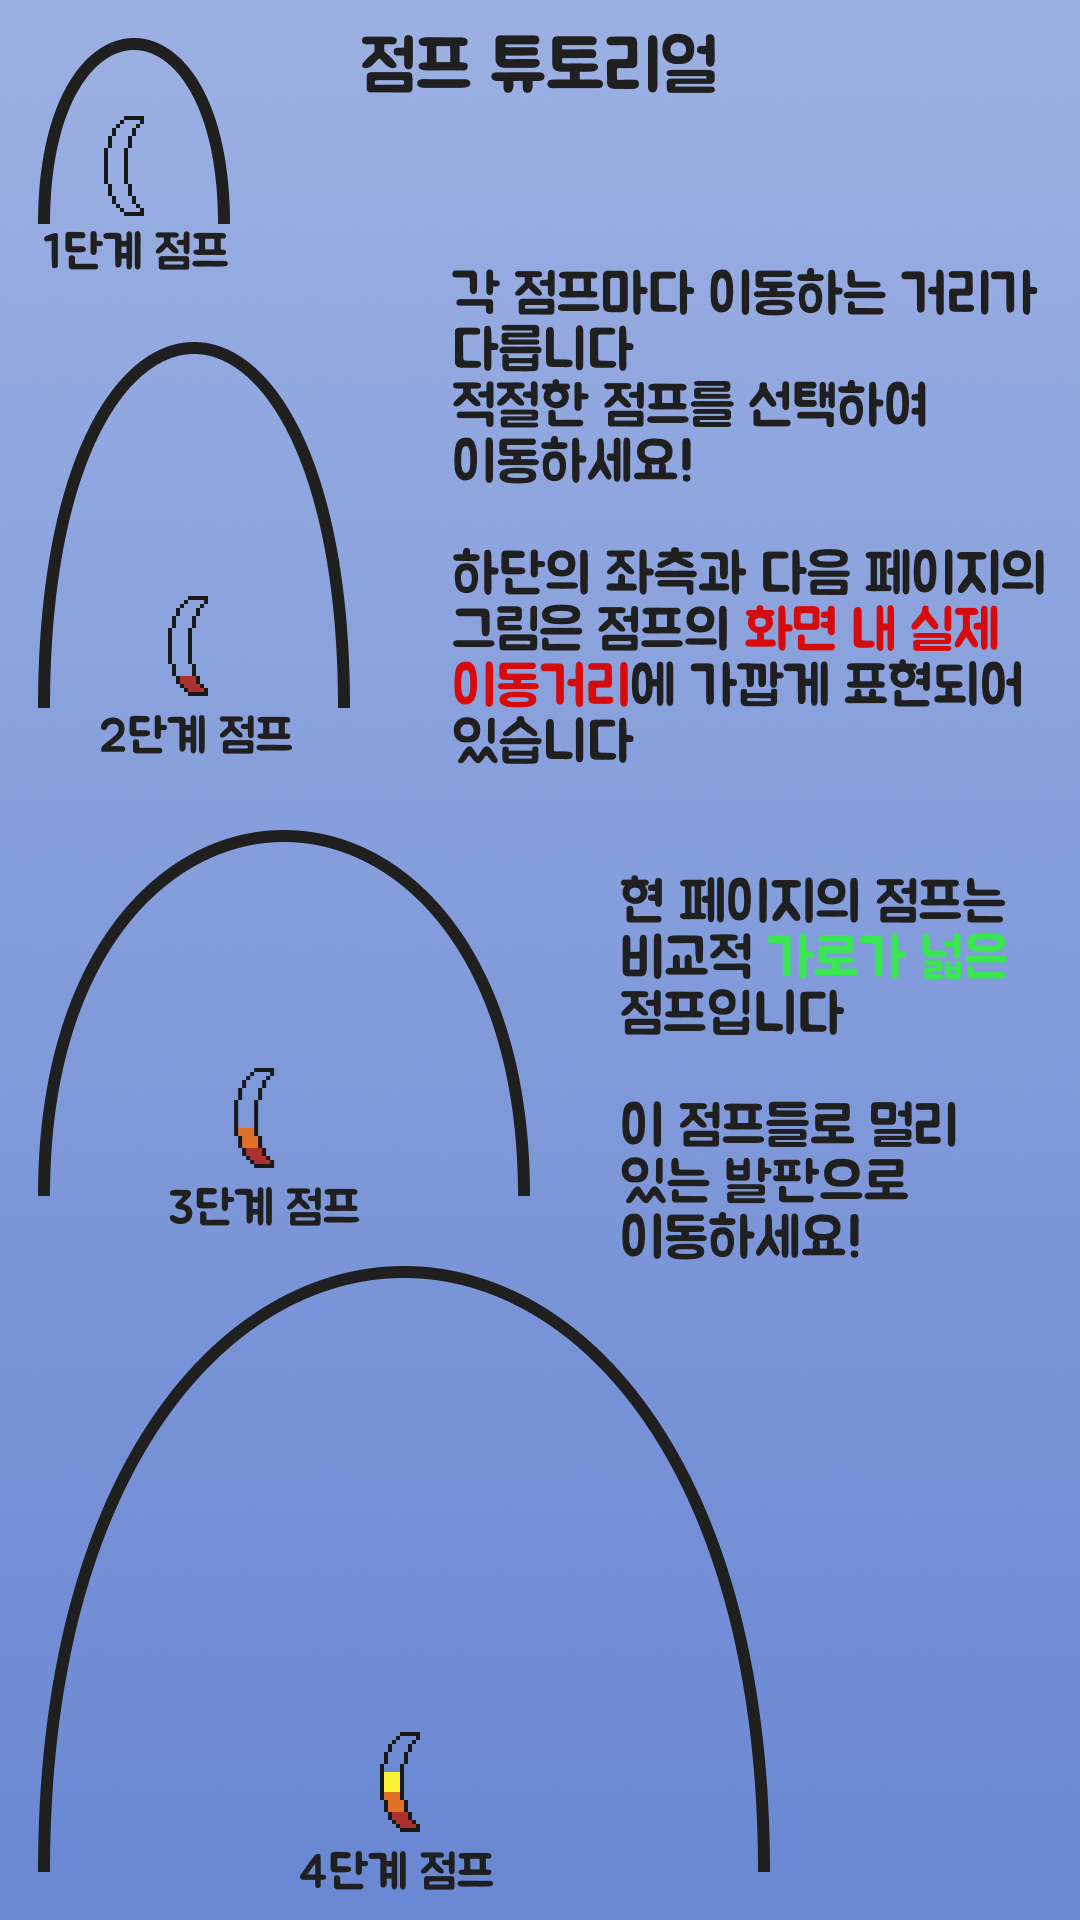 점프 튜토리얼
1단계 점프
각 점프마다 이동하는 거리가
다릅니다
적절한 점프를 선택하여
이동하세요!
하단의 좌측과 다음 페이지의
그림은 점프의 화면 내 실제
이동거리에 가깝게 표현되어
있습니다
2단계 점프
현 페이지의 점프는
비교적 가로가 넓은
점프입니다
이 점프들로 멀리
있는 발판으로
이동하세요!
3단계 점프
4단계 점프